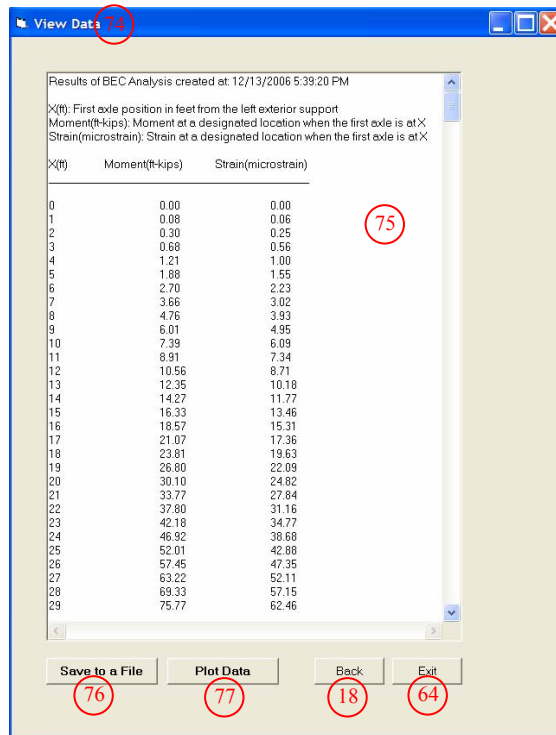 View Data 74
Results of BEC Analysis created at: 12/13/2006 5:39:20 PM
X(ft): First axle position in feet from the left exterior support
Moment(ft-kips): Moment at a designated location when the first axle is at X
Strain(microstrain): Strain at a designated location when the first axle is at X
X(ft) Moment(ft-kips) Strain(microstrain)
0 0.00 0.00
1 0.08 0.06
2 0.30 0.25
75
3 0.68 0.56
4 1.21 1.00
5 1.88 1.55
6 2.70 2.23
7 3.66 3.02
8 4.76 3.93
9 6.01 4.95
10 7.39 6.09
11 8.91 7.34
12 10.56 8.71
13 12.35 10.18
14 14.27 11.77
15 16.33 13.46
16 18.57 15.31
17 21.07 17.36
18 23.81 19.63
19 26.80 22.09
20 30.10 24.82
21 33.77 27.84
22 37.80 31.16
23 42.18 34.77
24 46.92 38.68
25 52.01 42.88
26 57.45 47.35
27 63.22 52.11
28 69.33 57.15
29 75.77 62.46
Save to a File Plot Data Back Exit
76 77 18 64